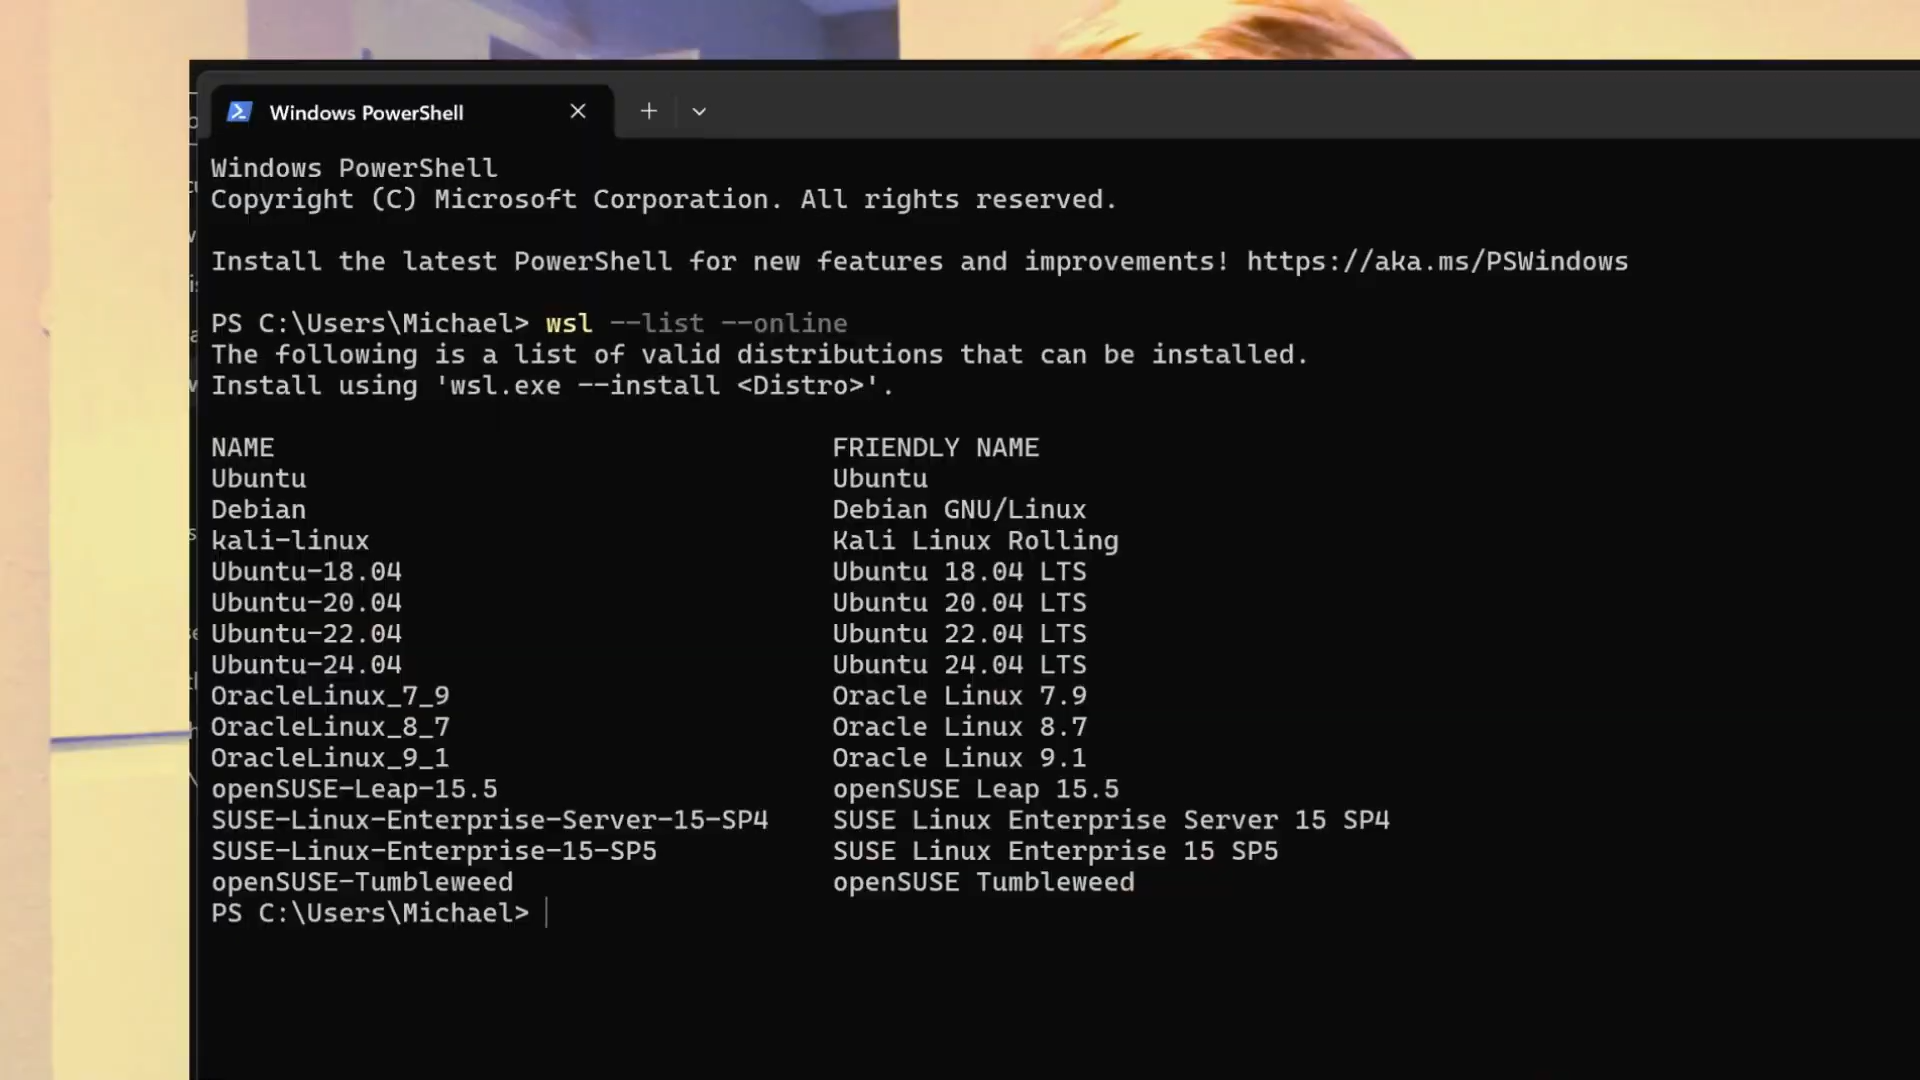 Windows PowerShell
Windows PowerShell
Copyright (C) Microsoft Corporation. All rights reserved.
Install the latest PowerShell for new features and improvements! https://aka.ms/PSWindows
PS C:\Users\Michael> wsl --list --online
The following is a list of valid distributions that can be installed.
Install using 'wsl.exe --install <Distro>'.
NAME FRIENDLY NAME
Ubuntu Ubuntu
Debian Debian GNU/Linux
kali-linux Kali Linux Rolling
Ubuntu-18.04 Ubuntu 18.04 LTS
Ubuntu-20.04 Ubuntu 20.04 LTS
Ubuntu-22.04 Ubuntu 22.04 LTS
Ubuntu-24.04 Ubuntu 24.04 LTS
OracleLinux_7_9 Oracle Linux 7.9
OracleLinux_8_7 Oracle Linux 8.7
OracleLinux_9_1 Oracle Linux 9.1
openSUSE-Leap-15.5 openSUSE Leap 15.5
SUSE-Linux-Enterprise-Server-15-SP4 SUSE Linux Enterprise Server 15 SP4
SUSE-Linux-Enterprise-15-SP5 SUSE Linux Enterprise 15 SP5
openSUSE-Tumbleweed openSUSE Tumbleweed
PS C:\Users\Michael>